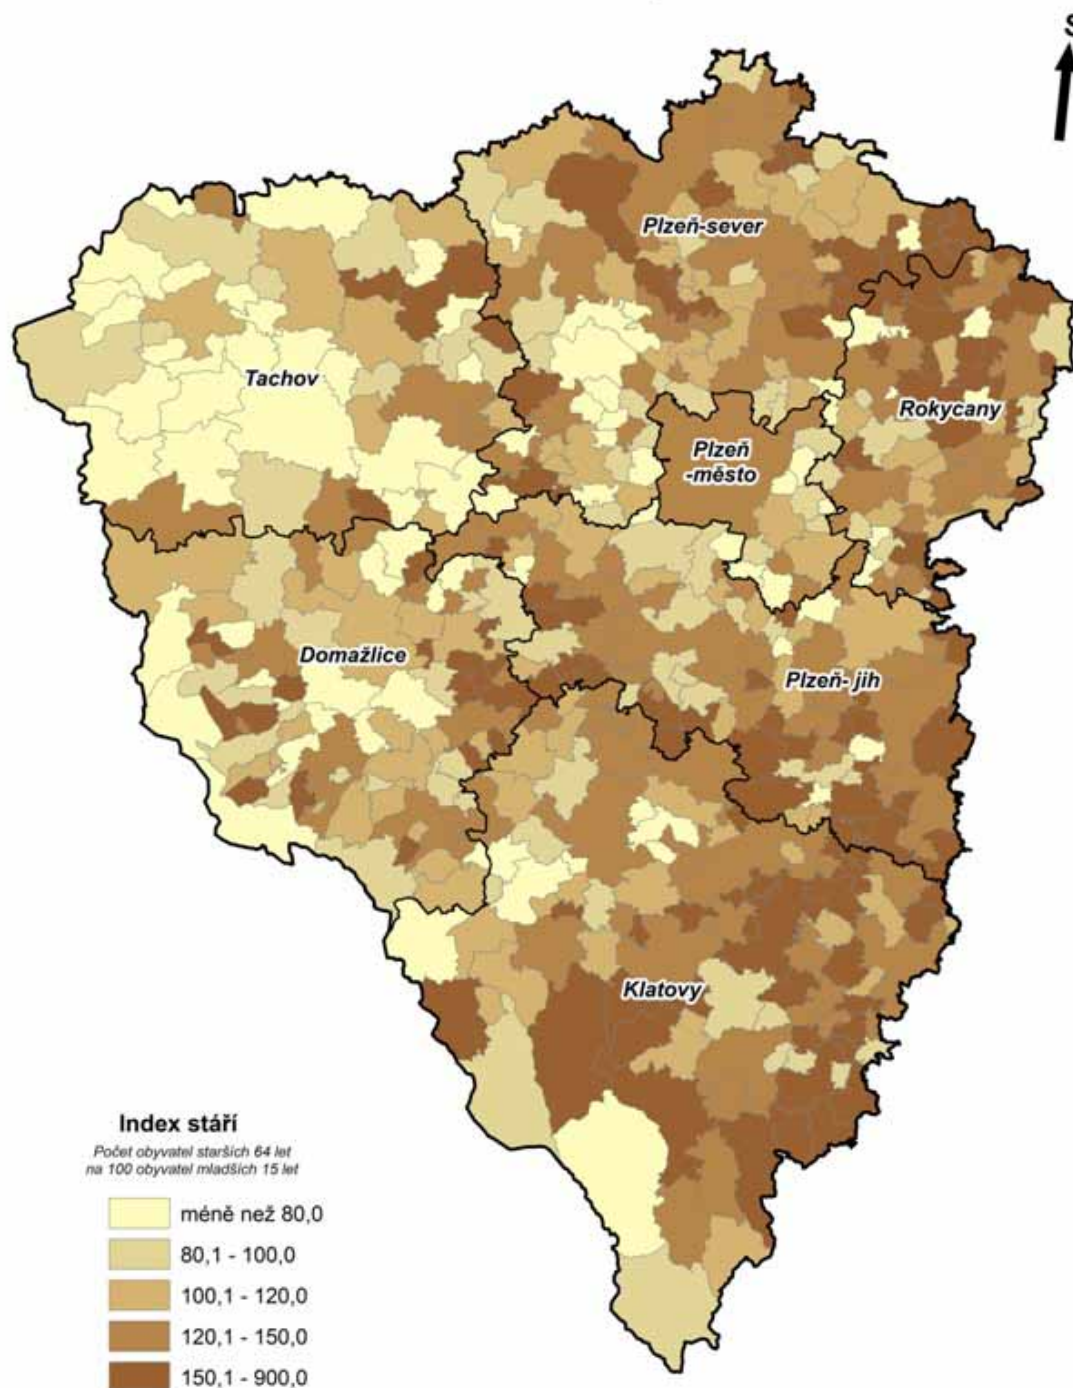 S
Plzeň-sever
Tachov
Rokycany
Plzeň
-město
Domažlice
Plzeň- jih
Klatovy
Index stáří
Počet obyvatel starších 64 let
na 100 obyvatel mladších 15 let
méně než 80,0
80,1 - 100,0
100,1 - 120,0
120,1 - 150,0
150,1 - 900,0